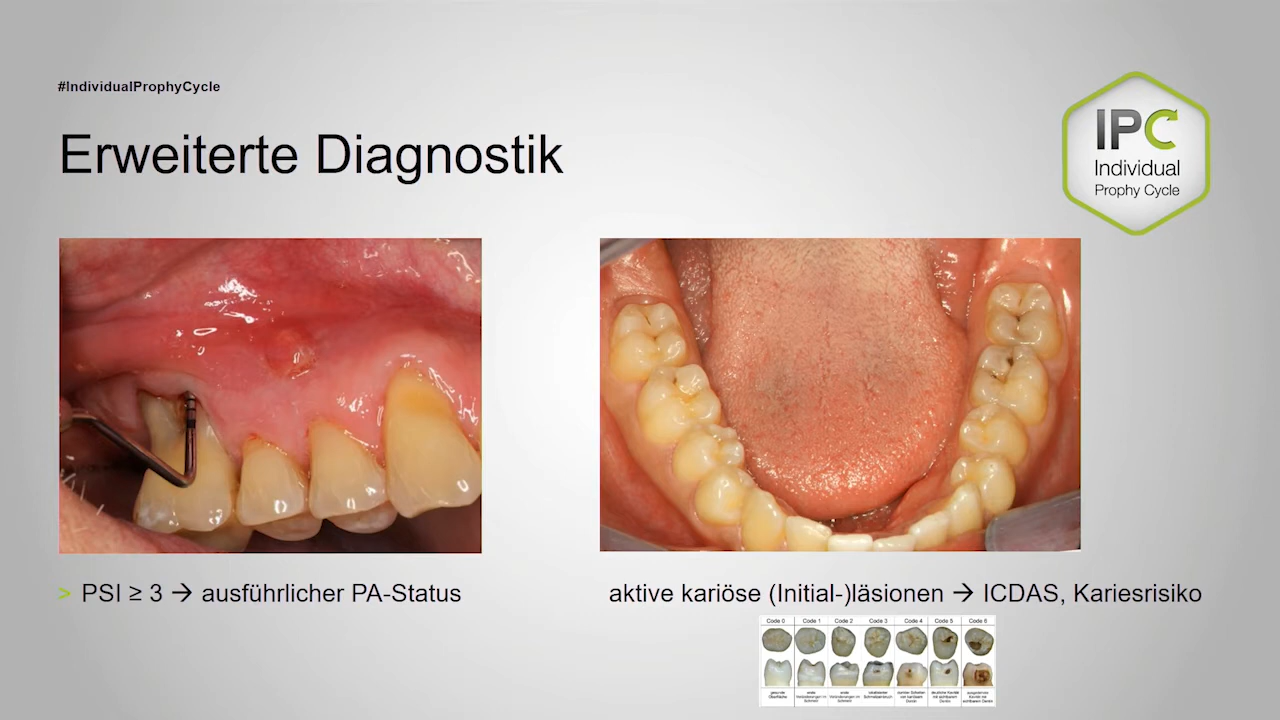 #IndividualProphyCycle
IPC
Individual
Prophy Cycle
Erweiterte Diagnostik
> PSI ≥ 3 → ausführlicher PA-Status
aktive kariöse (Initial-)läsionen → ICDAS, Kariesrisiko
Code 0 Code 1 Code 2 Code 3 Code 4 Code 5 Code 6